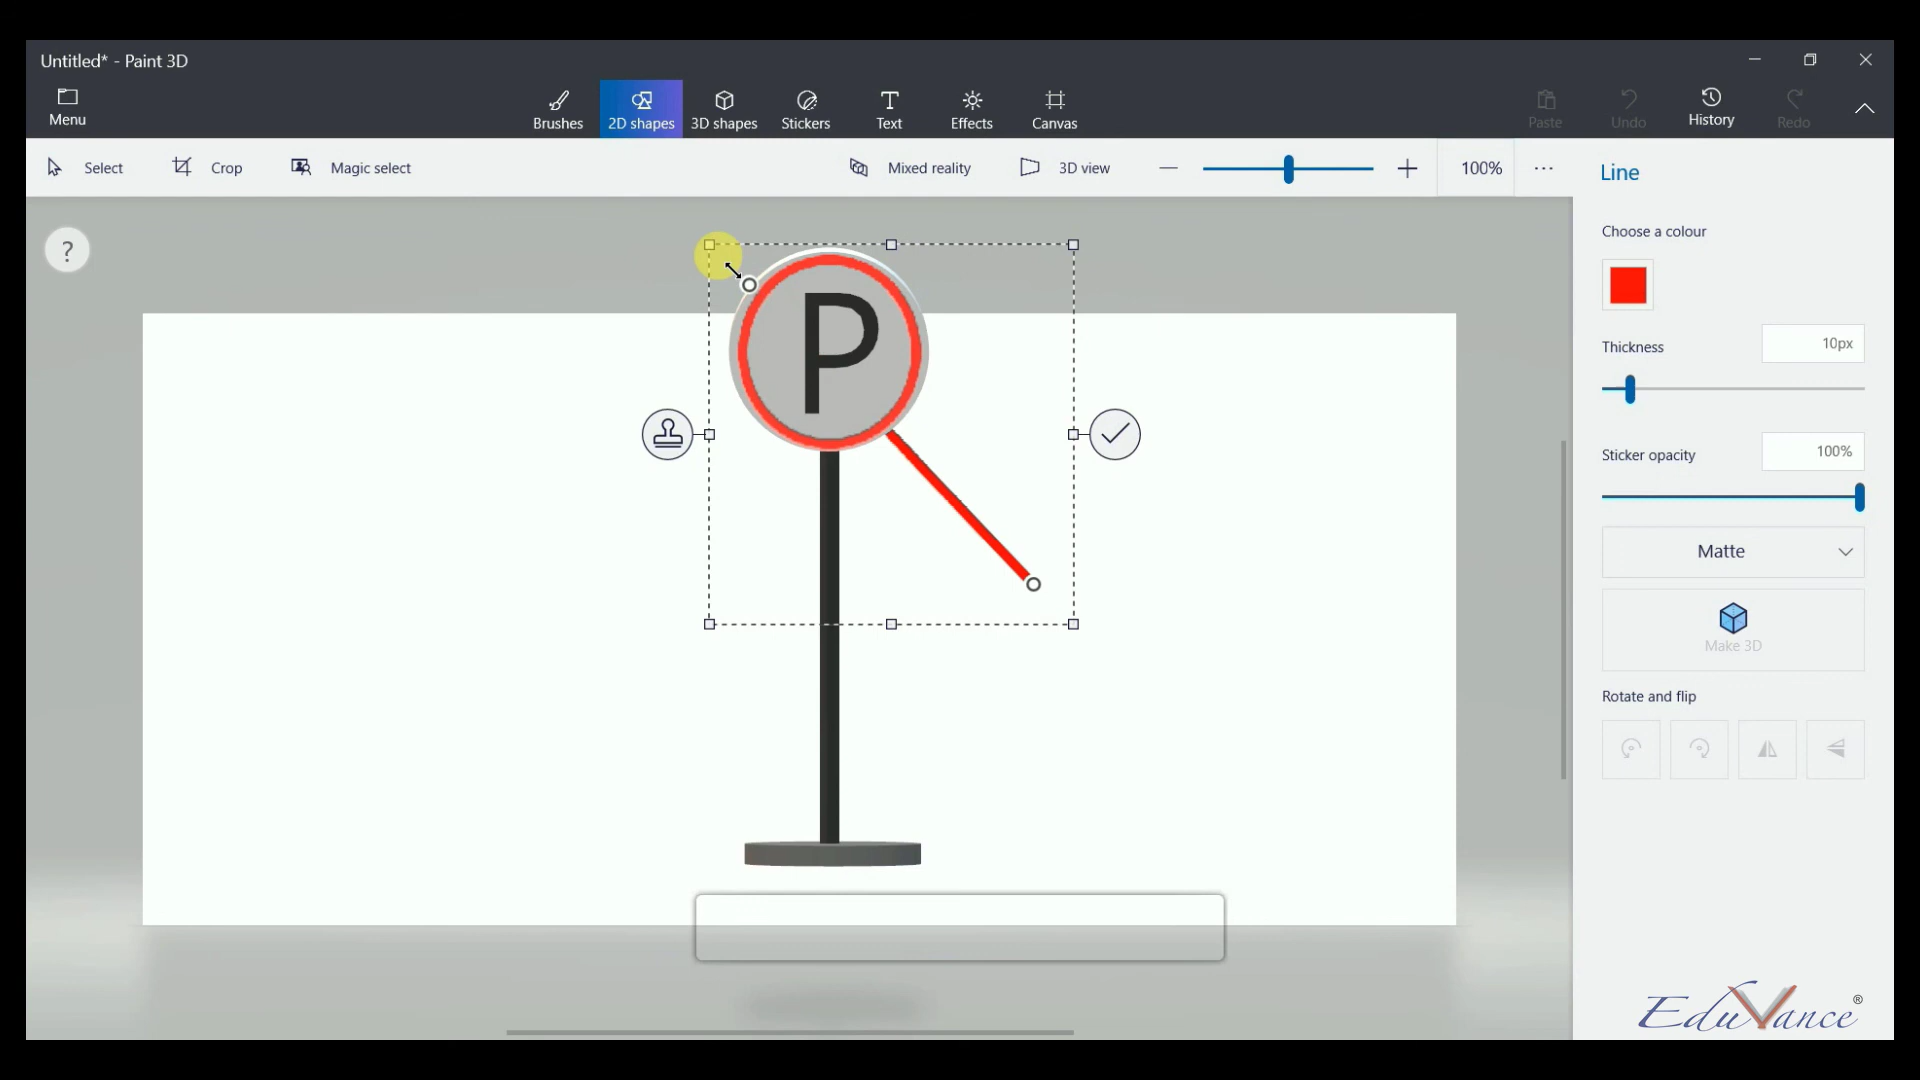 Untitled* - Paint 3D
Menu
Brushes
2D shapes
3D shapes
Stickers
Text
Effects
Canvas
Paste
Undo
History
Redo
Select
Crop
Magic select
Mixed reality
3D view
100%
Line
?
Choose a colour
Thickness
10px
Sticker opacity
100%
Matte
Make 3D
Rotate and flip
P
EduVance®